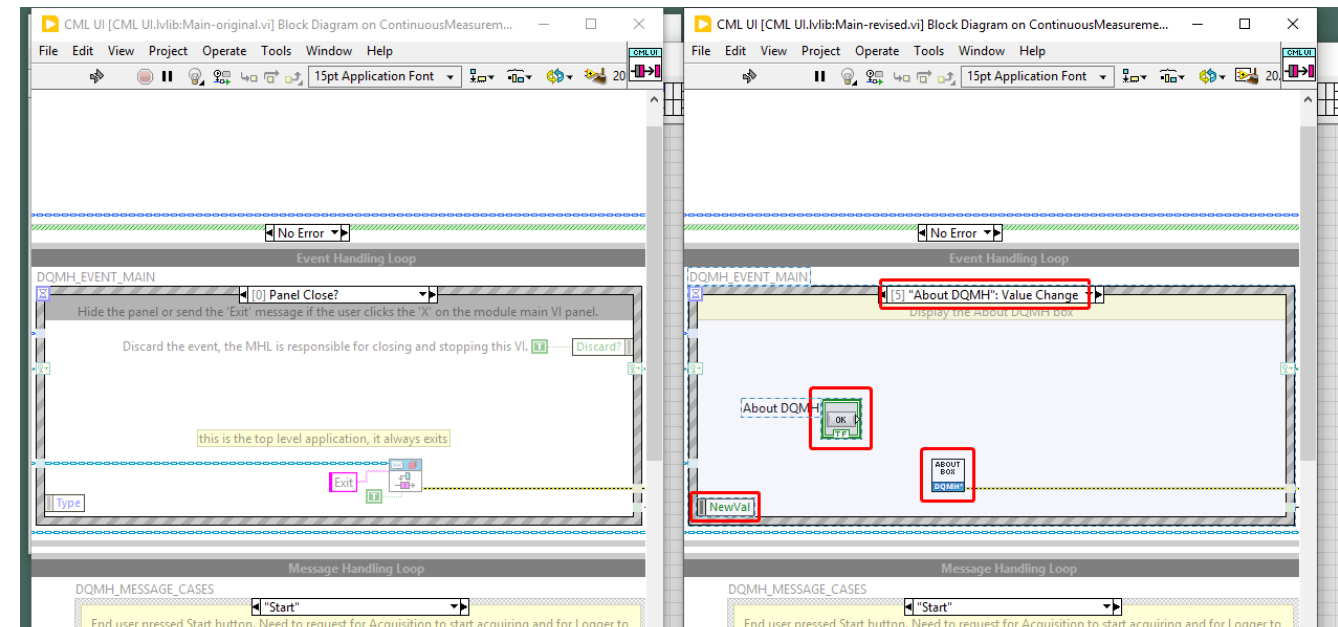 CML UI [CML UI.lvlib:Main-original.vi] Block Diagram on ContinuousMeasurem...
File Edit View Project Operate Tools Window Help
CML UI
15pt Application Font
20
No Error
Event Handling Loop
DQMH_EVENT_MAIN
[0] Panel Close?
Hide the panel or send the 'Exit' message if the user clicks the 'X' on the module main VI panel.
Discard the event, the MHL is responsible for closing and stopping this VI.
T
Discard?
this is the top level application, it always exits
Exit
T
Type
Message Handling Loop
DQMH_MESSAGE_CASES
"Start"
End user pressed Start button. Need to request for Acquisition to start acquiring and for Logger to
CML UI [CML UI.lvlib:Main-revised.vi] Block Diagram on ContinuousMeasureme...
File Edit View Project Operate Tools Window Help
CML UI
15pt Application Font
20.
No Error
Event Handling Loop
DQMH_EVENT_MAIN
[5] "About DQMH": Value Change
Display the About DQMH box
About DQMH
OK
TF
ABOUT
BOX
DQMH
NewVal
Message Handling Loop
DQMH_MESSAGE_CASES
"Start"
End user pressed Start button. Need to request for Acquisition to start acquiring and for Logger to